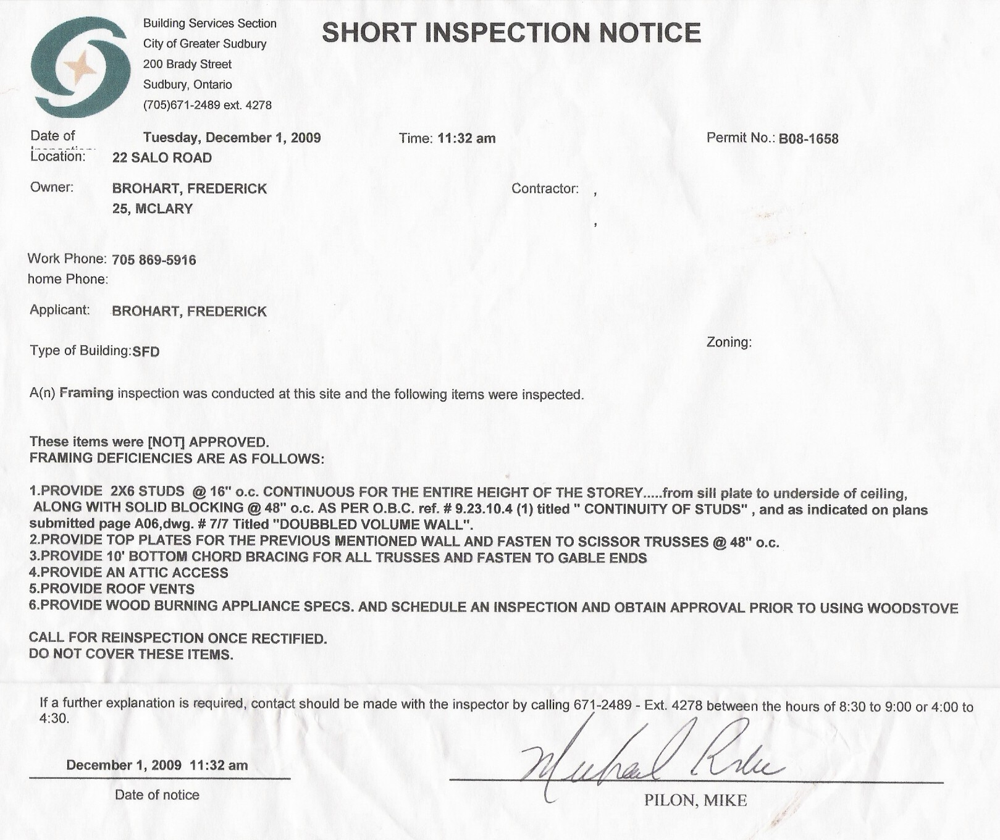 Building Services Section
City of Greater Sudbury
200 Brady Street
Sudbury, Ontario
(705)671-2489 ext. 4278
SHORT INSPECTION NOTICE
Date of Tuesday, December 1, 2009 Time: 11:32 am Permit No.: B08-1658
Location: 22 SALO ROAD
Owner: BROHART, FREDERICK Contractor: ,
25, MCLARY
,
Work Phone: 705 869-5916
home Phone:
Applicant: BROHART, FREDERICK
Type of Building:SFD Zoning:
A(n) Framing inspection was conducted at this site and the following items were inspected.
These items were [NOT] APPROVED.
FRAMING DEFICIENCIES ARE AS FOLLOWS:
1.PROVIDE 2X6 STUDS @ 16" o.c. CONTINUOUS FOR THE ENTIRE HEIGHT OF THE STOREY.....from sill plate to underside of ceiling,
ALONG WITH SOLID BLOCKING @ 48" o.c. AS PER O.B.C. ref. # 9.23.10.4 (1) titled " CONTINUITY OF STUDS" , and as indicated on plans
submitted page A06,dwg. # 7/7 Titled "DOUBBLED VOLUME WALL".
2.PROVIDE TOP PLATES FOR THE PREVIOUS MENTIONED WALL AND FASTEN TO SCISSOR TRUSSES @ 48" o.c.
3.PROVIDE 10' BOTTOM CHORD BRACING FOR ALL TRUSSES AND FASTEN TO GABLE ENDS
4.PROVIDE AN ATTIC ACCESS
5.PROVIDE ROOF VENTS
6.PROVIDE WOOD BURNING APPLIANCE SPECS. AND SCHEDULE AN INSPECTION AND OBTAIN APPROVAL PRIOR TO USING WOODSTOVE
CALL FOR REINSPECTION ONCE RECTIFIED.
DO NOT COVER THESE ITEMS.
If a further explanation is required, contact should be made with the inspector by calling 671-2489 - Ext. 4278 between the hours of 8:30 to 9:00 or 4:00 to
4:30.
December 1, 2009 11:32 am
Date of notice
Michael
PILON, MIKE